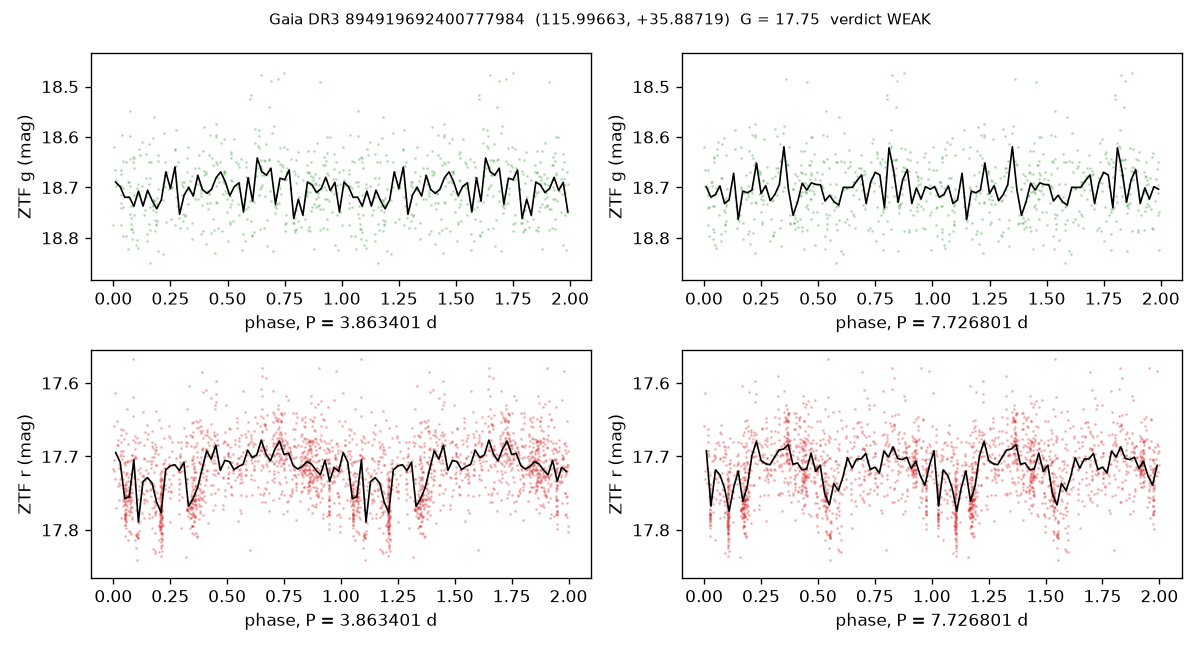 Gaia DR3 894919692400777984 (115.99663, +35.88719) G = 17.75 verdict WEAK
ZTF g (mag)
18.5
18.6
18.7
18.8
0.00 0.25 0.50 0.75 1.00 1.25 1.50 1.75 2.00
phase, P = 3.863401 d
ZTF g (mag)
18.5
18.6
18.7
18.8
0.00 0.25 0.50 0.75 1.00 1.25 1.50 1.75 2.00
phase, P = 7.726801 d
ZTF r (mag)
17.6
17.7
17.8
0.00 0.25 0.50 0.75 1.00 1.25 1.50 1.75 2.00
phase, P = 3.863401 d
ZTF r (mag)
17.6
17.7
17.8
0.00 0.25 0.50 0.75 1.00 1.25 1.50 1.75 2.00
phase, P = 7.726801 d